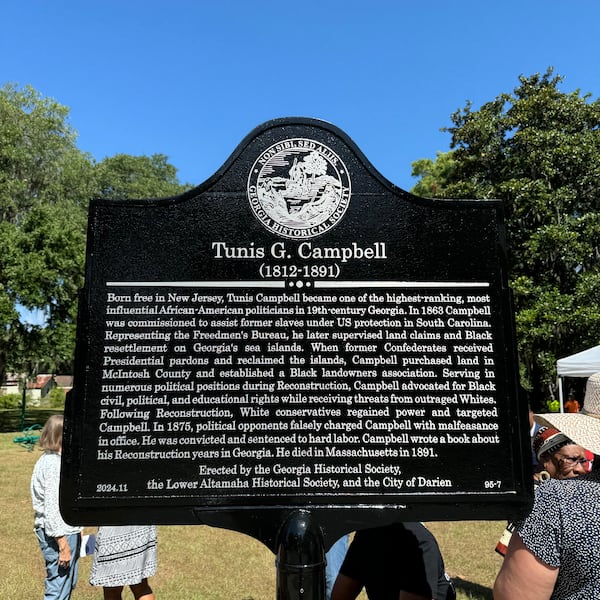 NON SIBI, SED ALIIS.
GEORGIA HISTORICAL SOCIETY
Tunis G. Campbell
(1812-1891)
Born free in New Jersey, Tunis Campbell became one of the highest-ranking, most
influential African-American politicians in 19th-century Georgia. In 1863 Campbell
was commissioned to assist former slaves under US protection in South Carolina.
Representing the Freedmen's Bureau, he later supervised land claims and Black
resettlement on Georgia's sea islands. When former Confederates received
Presidential pardons and reclaimed the islands, Campbell purchased land in
McIntosh County and established a Black landowners association. Serving in
numerous political positions during Reconstruction, Campbell advocated for Black
civil, political, and educational rights while receiving threats from outraged Whites.
Following Reconstruction, White conservatives regained power and targeted
Campbell. In 1875, political opponents falsely charged Campbell with malfeasance
in office. He was convicted and sentenced to hard labor. Campbell wrote a book about
his Reconstruction years in Georgia. He died in Massachusetts in 1891.
Erected by the Georgia Historical Society,
the Lower Altamaha Historical Society, and the City of Darien
2024.11
95-7